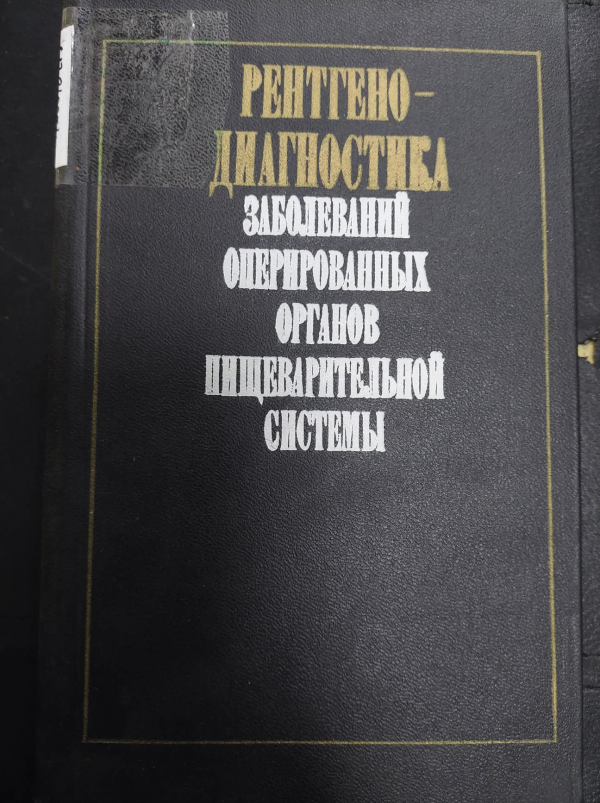 РЕНТГЕНО–
ДИАГНОСТИКА
ЗАБОЛЕВАНИЙ
ОПЕРИРОВАННЫХ
ОРГАНОВ
ПИЩЕВАРИТЕЛЬНОЙ
СИСТЕМЫ